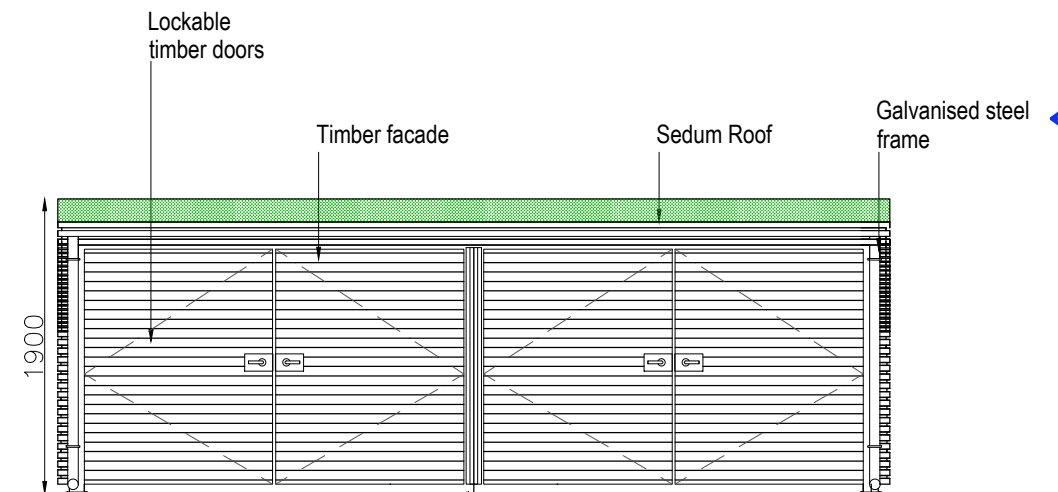 Lockable
timber doors
Timber facade
Sedum Roof
Galvanised steel
frame
1900